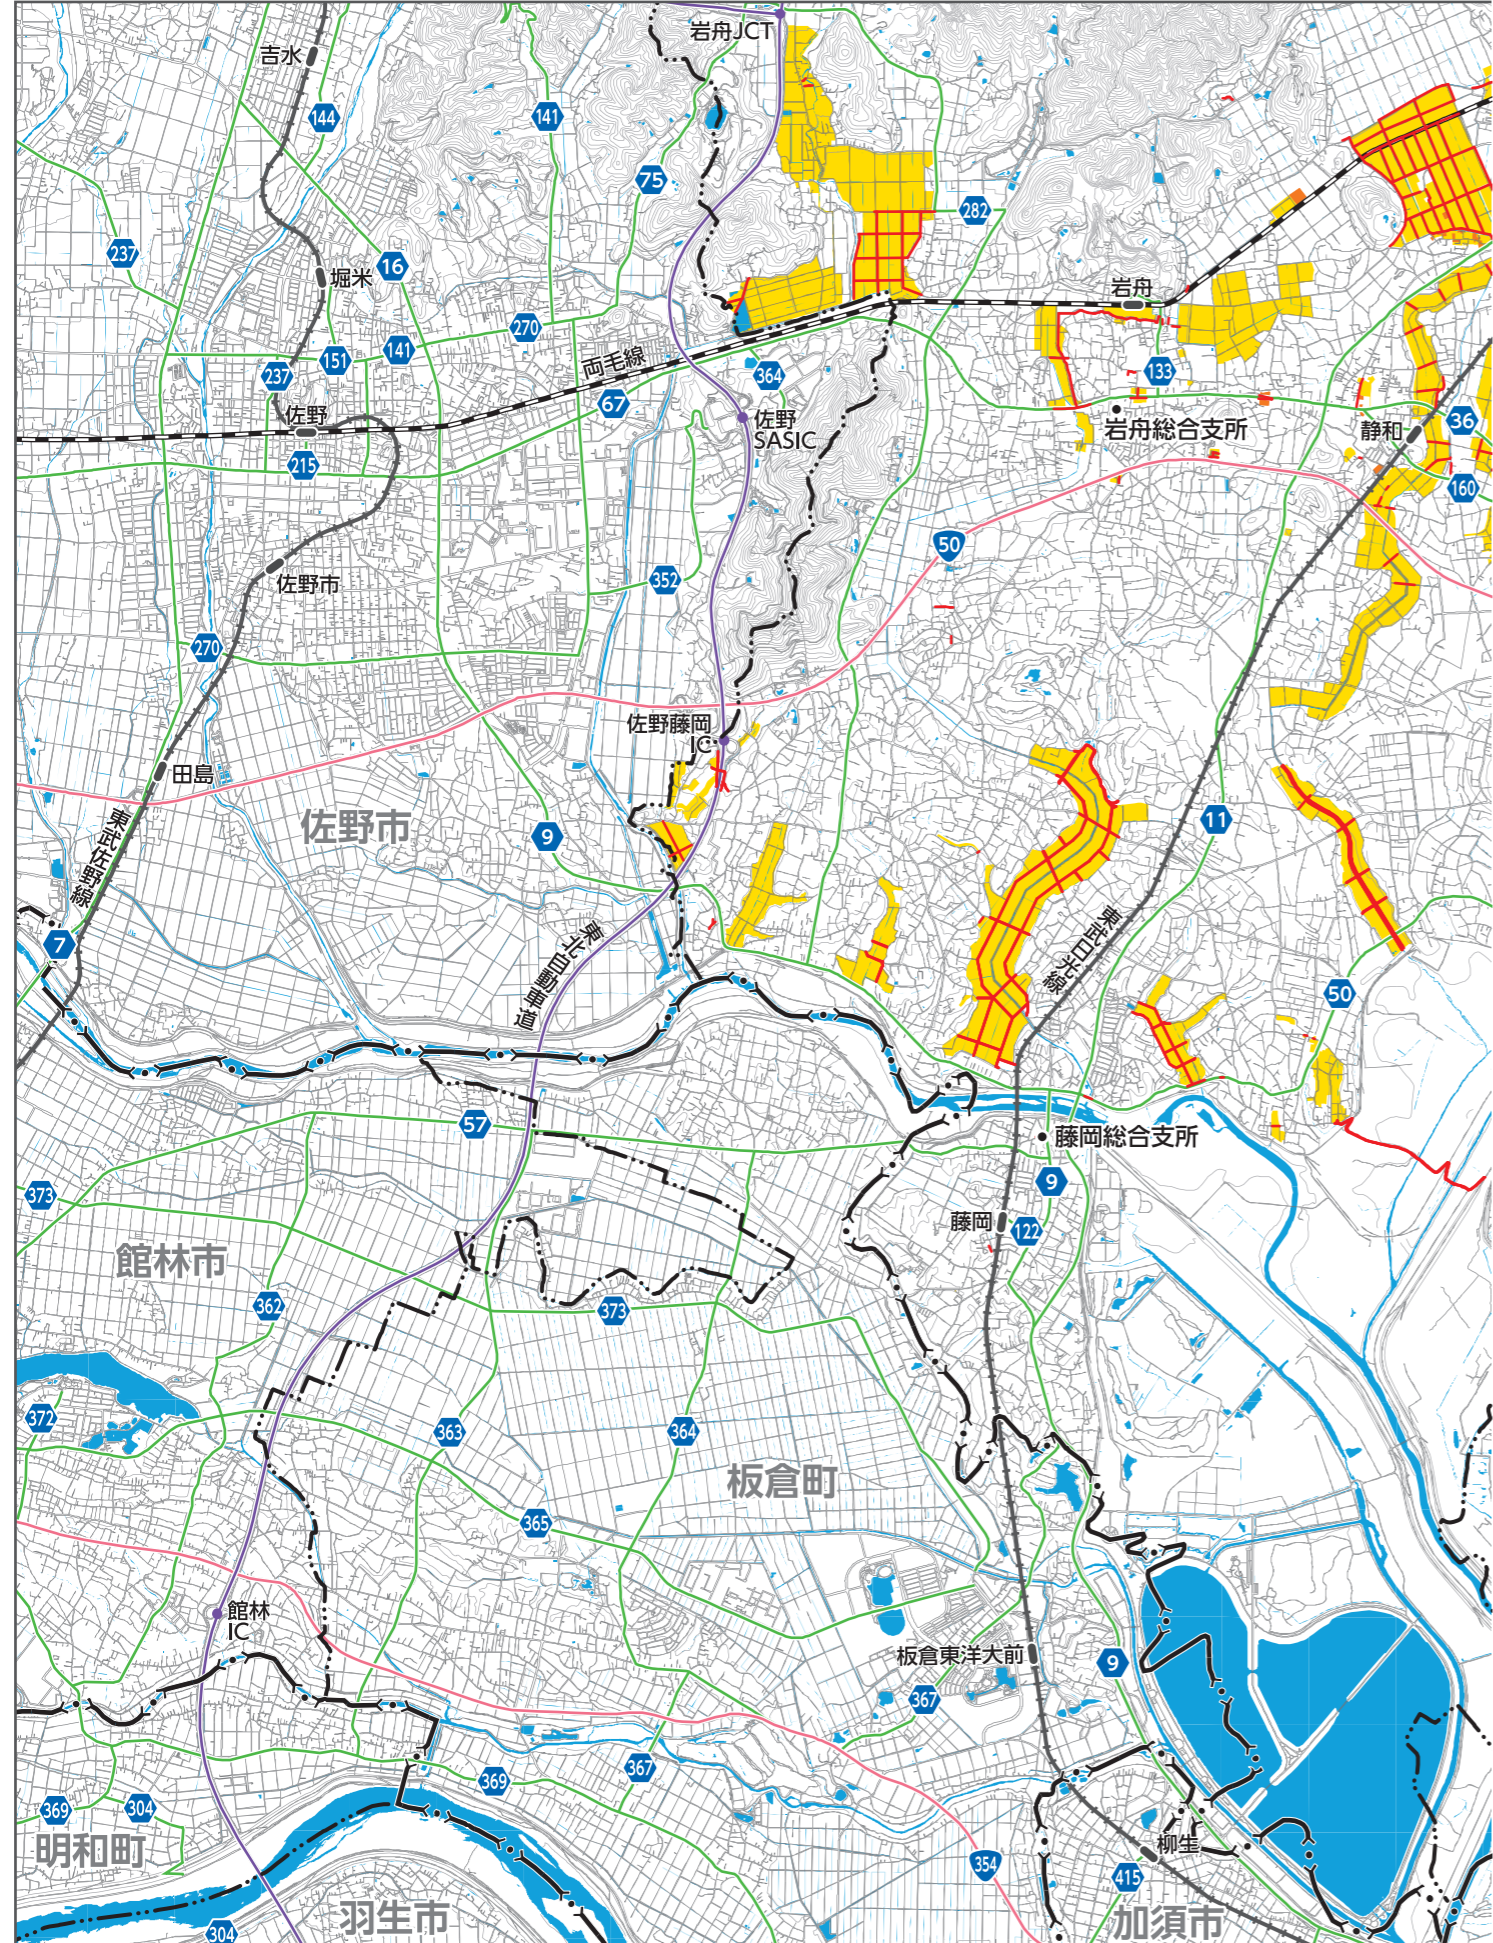 岩舟JCT
吉水
144
141
75
282
237
16
堀米
岩舟
270
151
141
237
両毛線
364
133
佐野
67
佐野
SASIC
岩舟総合支所
静和
36
215
160
50
佐野市
352
270
佐野藤岡
IC
田島
佐野市
9
11
東武佐野線
東武日光線
東北自動車道
7
50
57
藤岡総合支所
373
9
藤岡
122
館林市
362
373
372
363
364
板倉町
365
館林
IC
板倉東洋大前
9
367
367
369
369
304
明和町
柳生
354
415
羽生市
加須市
304